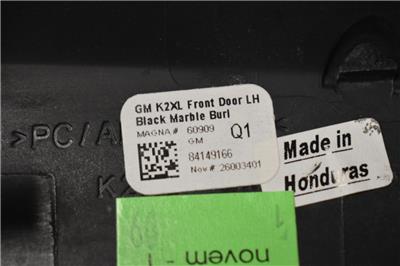 GM K2XL Front Door LH
Black Marble Burl
MAGNA # 60909 Q1
GM
84149166
Nov # 26003401
Made in
Honduras
>PC/A
K2
novem - 1